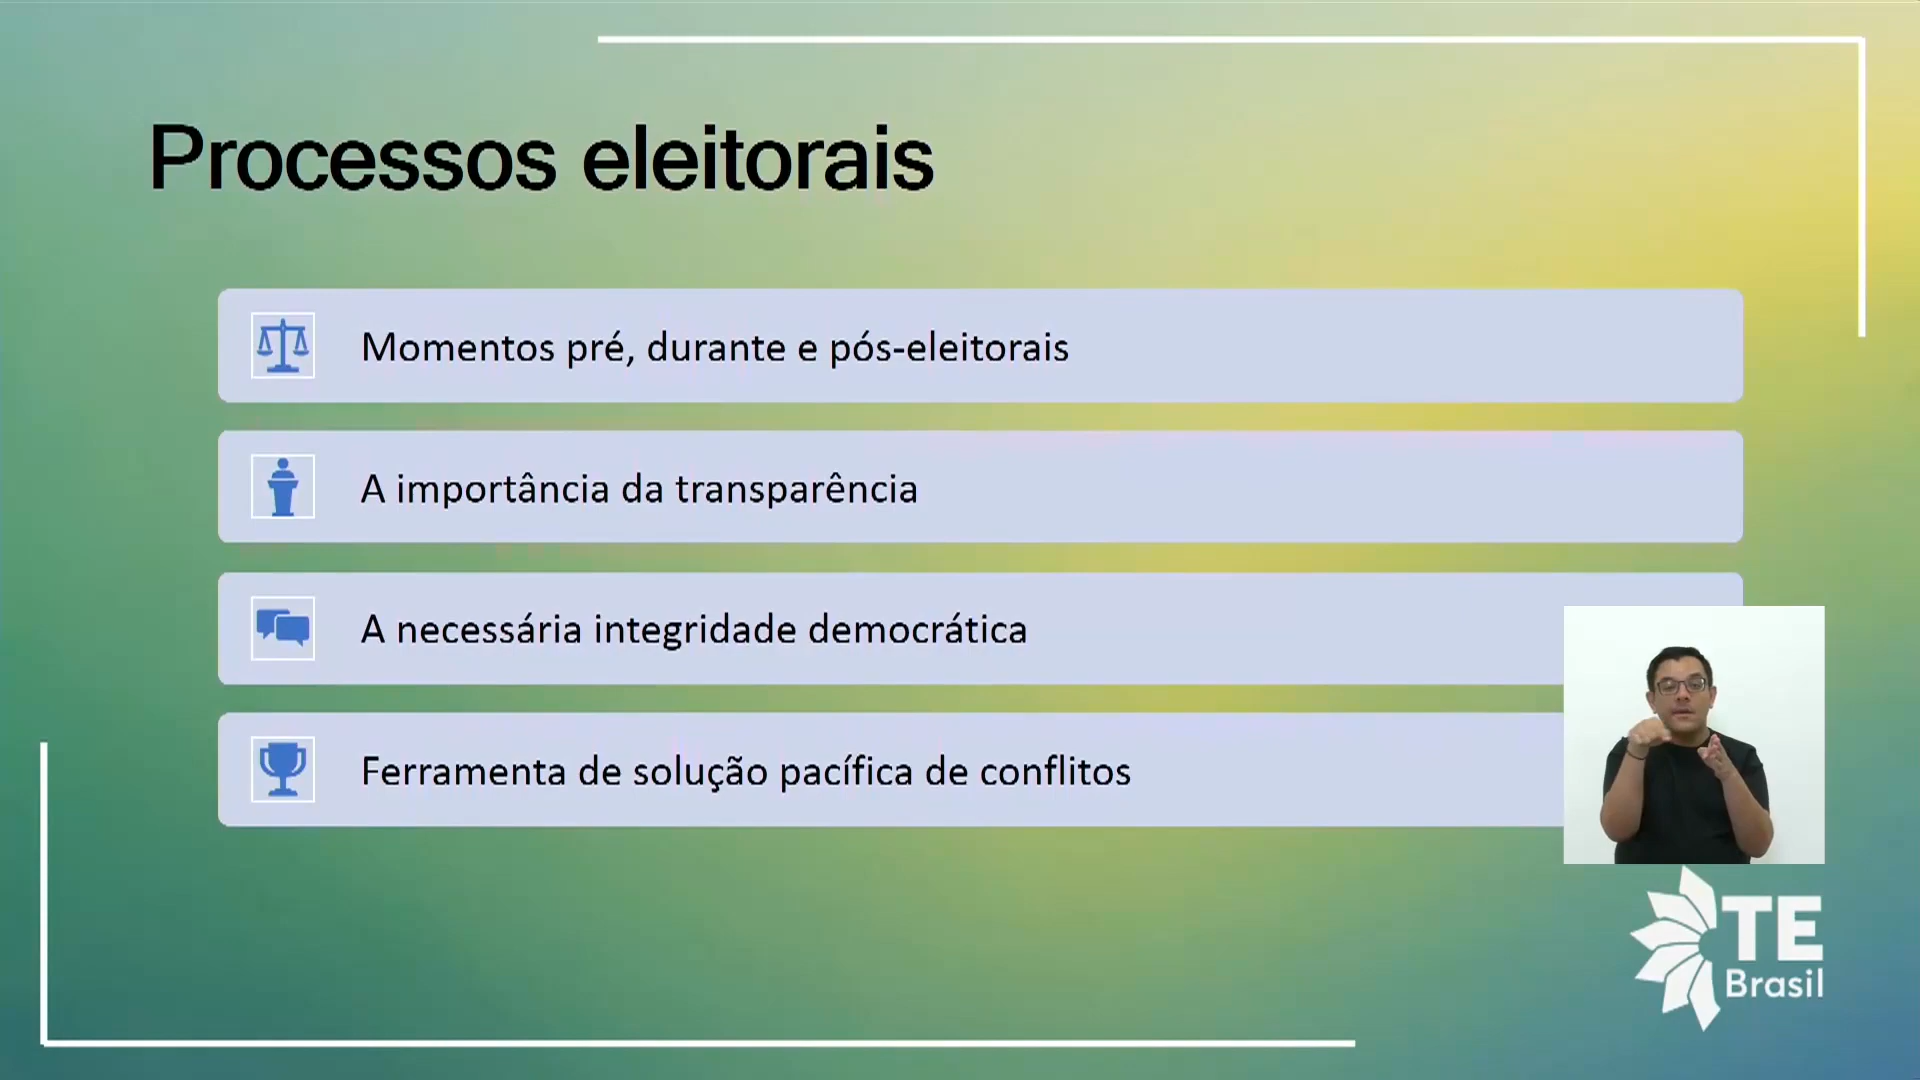 Processos eleitorais
Momentos pré, durante e pós-eleitorais
A importância da transparência
A necessária integridade democrática
Ferramenta de solução pacífica de conflitos
TE
Brasil